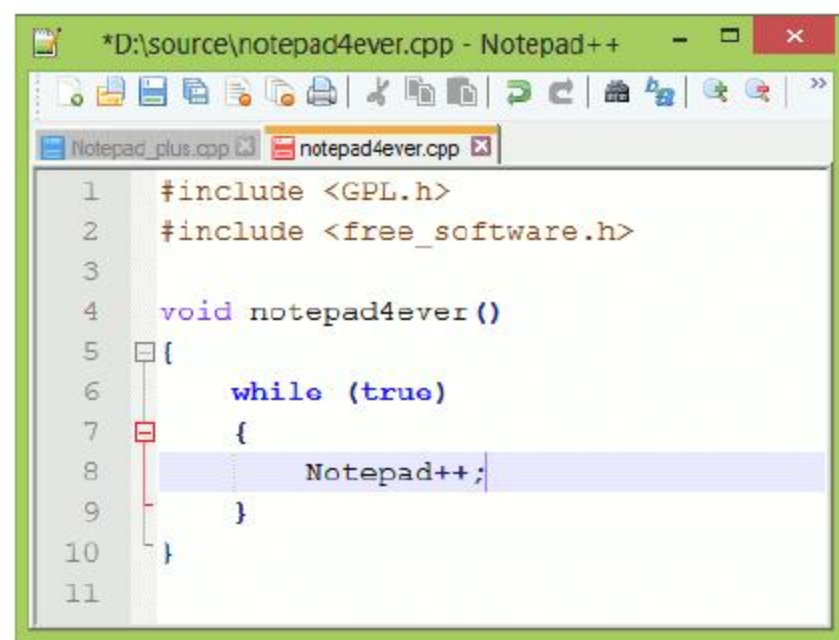 *D:\source\notepad4ever.cpp - Notepad++
Notepad_plus.cpp notepad4ever.cpp
1 #include <GPL.h>
2 #include <free_software.h>
3
4 void notepad4ever()
5 {
6 while (true)
7 {
8 Notepad++;
9 }
10 }
11